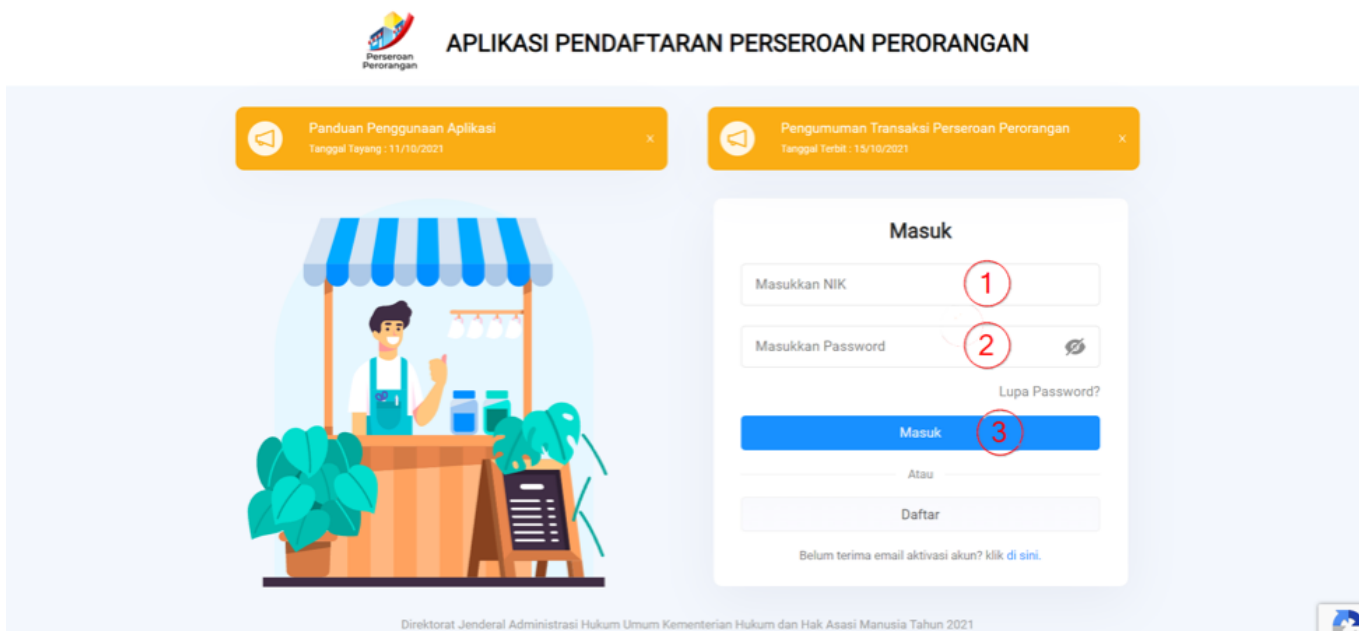 Perseroan
Perorangan
APLIKASI PENDAFTARAN PERSEROAN PERORANGAN
Panduan Penggunaan Aplikasi
Tanggal Tayang : 11/10/2021
×
Pengumuman Transaksi Perseroan Perorangan
Tanggal Terbit : 15/10/2021
×
Masuk
Masukkan NIK 1
Masukkan Password 2
Lupa Password?
Masuk 3
Atau
Daftar
Belum terima email aktivasi akun? klik di sini.
Direktorat Jenderal Administrasi Hukum Umum Kementerian Hukum dan Hak Asasi Manusia Tahun 2021